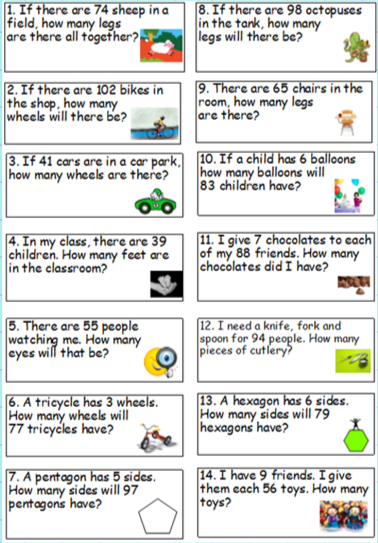 1. If there are 74 sheep in a
field, how many legs
are there all together?
2. If there are 102 bikes in
the shop, how many
wheels will there be?
3. If 41 cars are in a car park,
how many wheels are there?
4. In my class, there are 39
children. How many feet are
in the classroom?
5. There are 55 people
watching me. How many
eyes will that be?
6. A tricycle has 3 wheels.
How many wheels will
77 tricycles have?
7. A pentagon has 5 sides.
How many sides will 97
pentagons have?
8. If there are 98 octopuses
in the tank, how many
legs will there be?
9. There are 65 chairs in the
room, how many legs
are there?
10. If a child has 6 balloons
how many balloons will
83 children have?
11. I give 7 chocolates to each
of my 88 friends. How many
chocolates did I have?
12. I need a knife, fork and
spoon for 94 people. How many
pieces of cutlery?
13. A hexagon has 6 sides.
How many sides will 79
hexagons have?
14. I have 9 friends. I give
them each 56 toys. How many
toys?